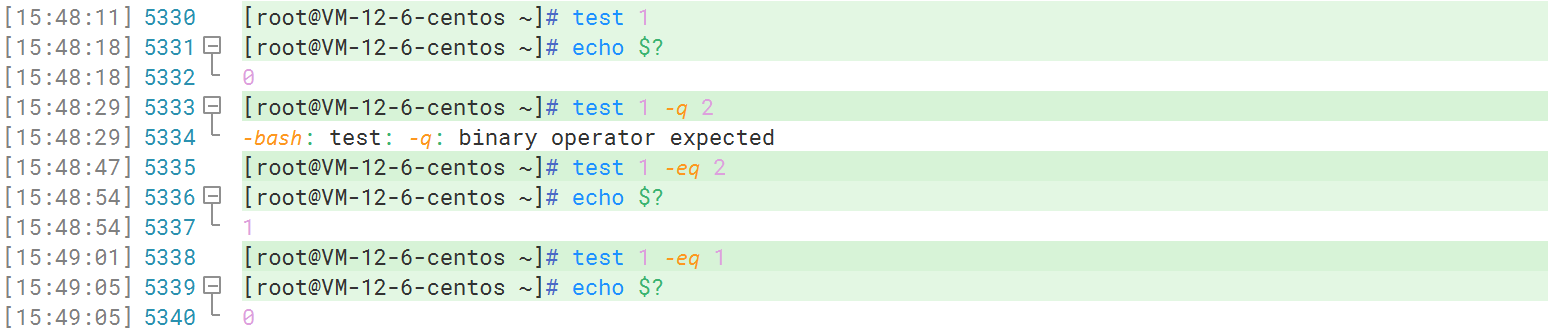 [15:48:11] 5330 [root@VM-12-6-centos ~]# test 1
[15:48:18] 5331 [root@VM-12-6-centos ~]# echo $?
[15:48:18] 5332 0
[15:48:29] 5333 [root@VM-12-6-centos ~]# test 1 -q 2
[15:48:29] 5334 -bash: test: -q: binary operator expected
[15:48:47] 5335 [root@VM-12-6-centos ~]# test 1 -eq 2
[15:48:54] 5336 [root@VM-12-6-centos ~]# echo $?
[15:48:54] 5337 1
[15:49:01] 5338 [root@VM-12-6-centos ~]# test 1 -eq 1
[15:49:05] 5339 [root@VM-12-6-centos ~]# echo $?
[15:49:05] 5340 0